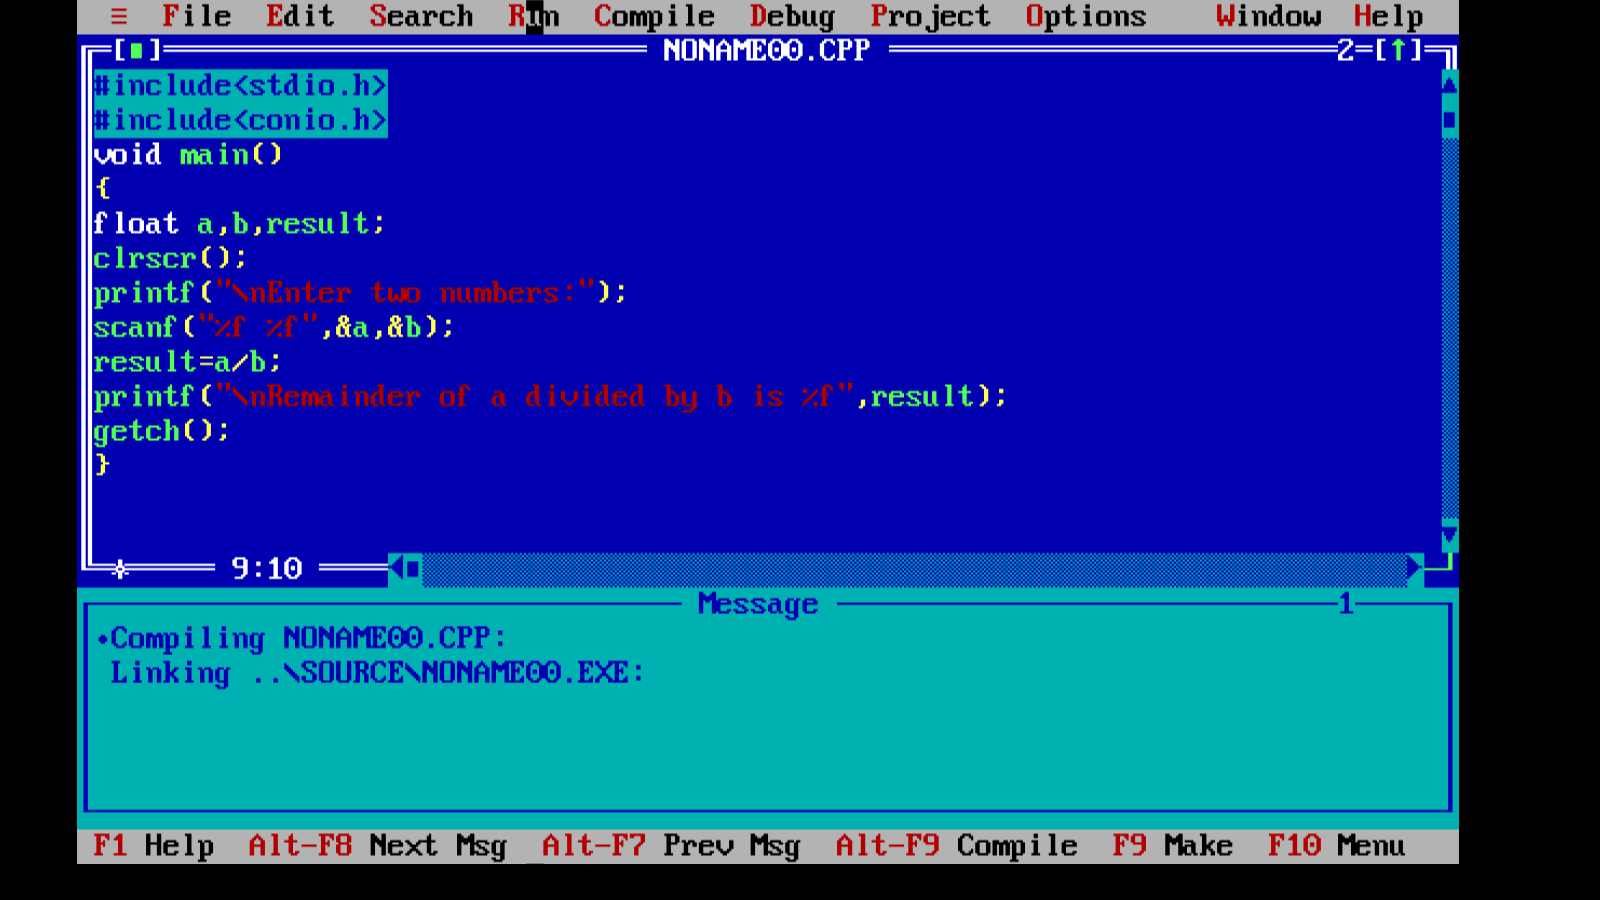 ≡ File Edit Search Run Compile Debug Project Options Window Help
[■] NONAME00.CPP 2=[↑]
#include<stdio.h>
#include<conio.h>
void main()
{
float a,b,result;
clrscr();
printf("\nEnter two numbers:");
scanf("%f %f",&a,&b);
result=a/b;
printf("\nRemainder of a divided by b is %f",result);
getch();
}
9:10
Message 1
•Compiling NONAME00.CPP:
Linking ..\SOURCE\NONAME00.EXE:
F1 Help Alt-F8 Next Msg Alt-F7 Prev Msg Alt-F9 Compile F9 Make F10 Menu